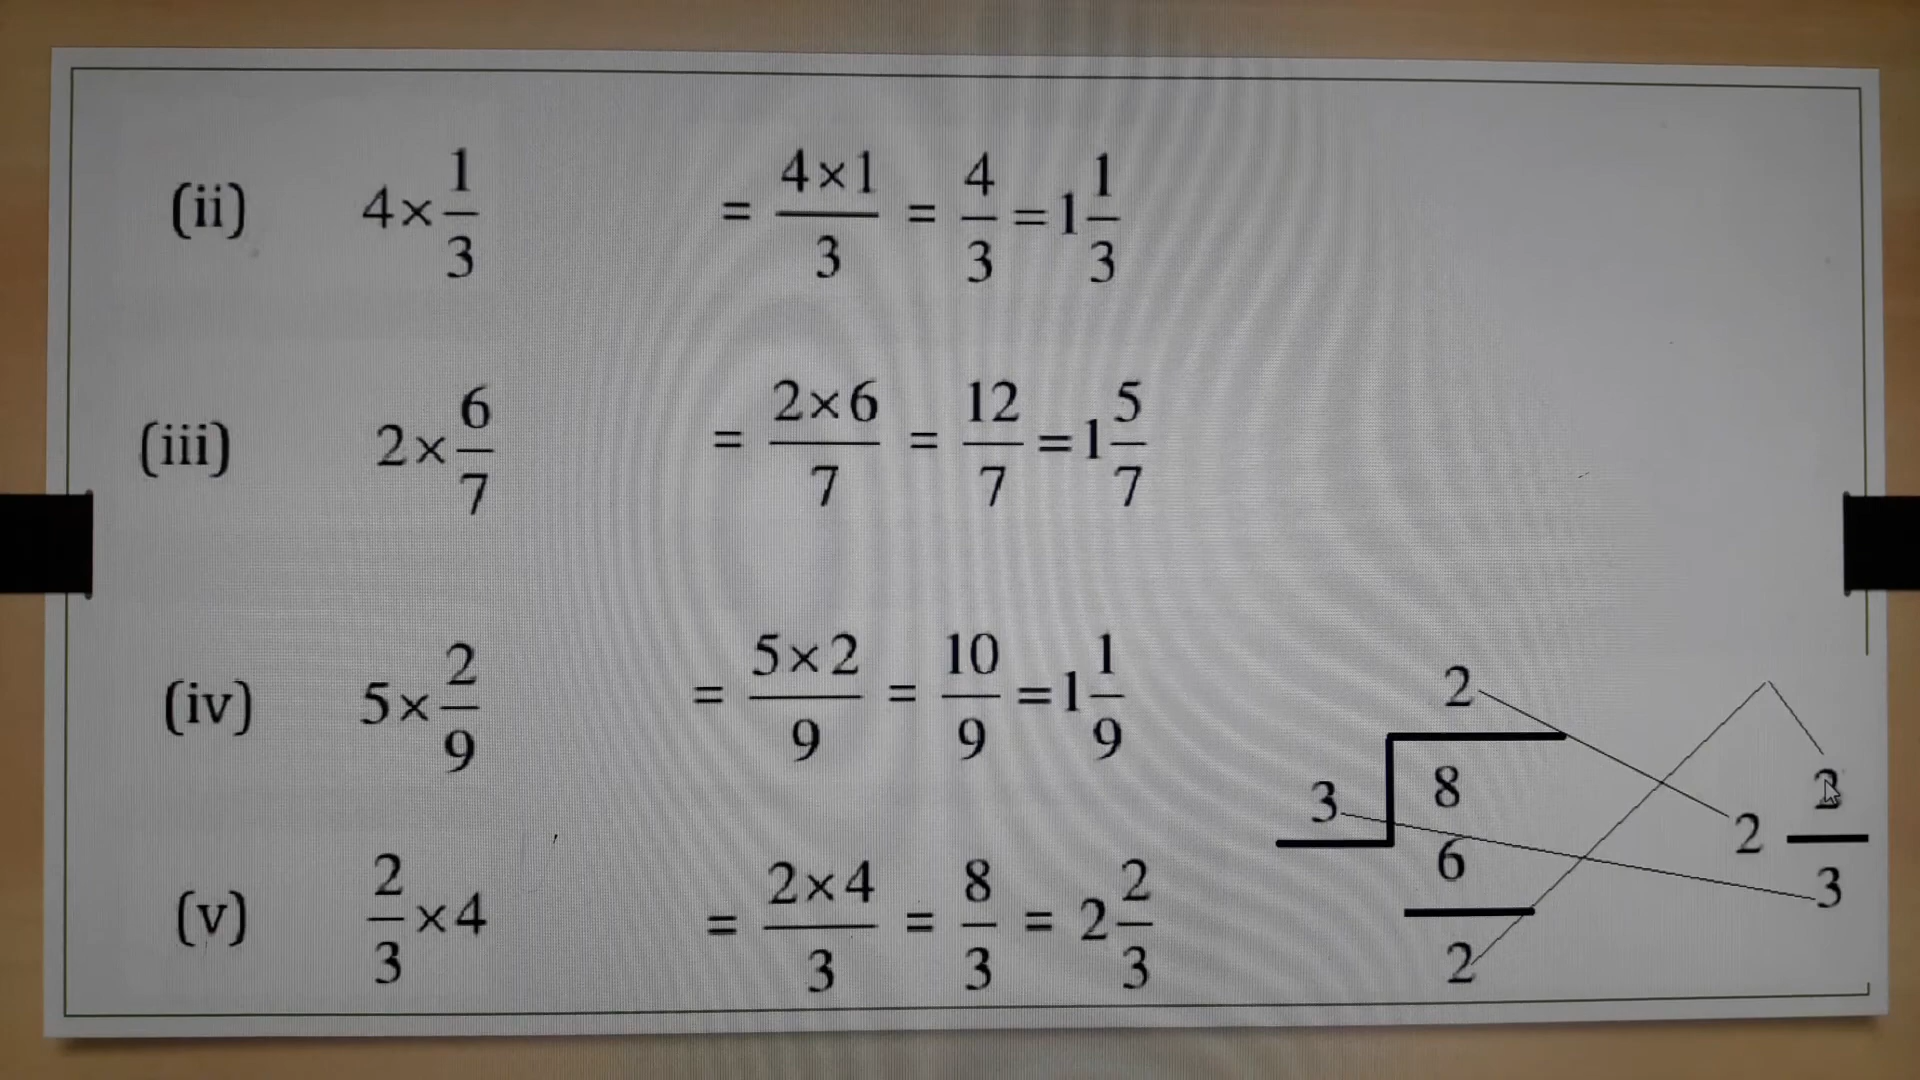 (ii) 4×1/3 = 4×1/3 = 4/3 = 1 1/3
(iii) 2×6/7 = 2×6/7 = 12/7 = 1 5/7
(iv) 5×2/9 = 5×2/9 = 10/9 = 1 1/9
(v) 2/3×4 = 2×4/3 = 8/3 = 2 2/3
2
3 8
6
2
2 2/3